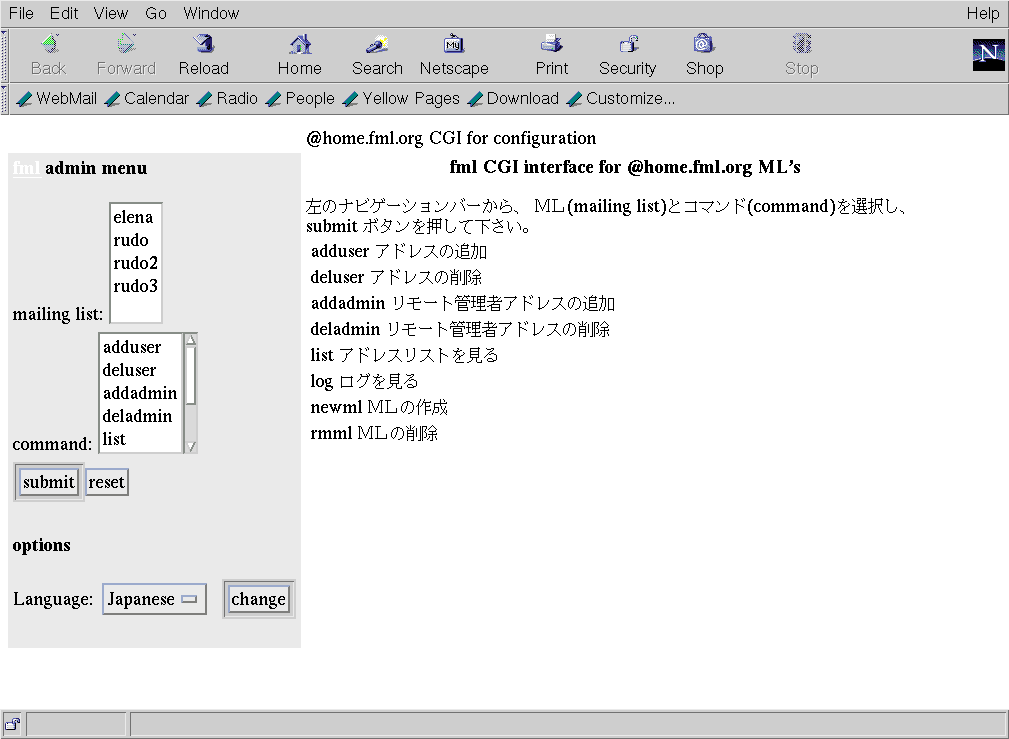 File Edit View Go Window Help
Back Forward Reload Home Search Netscape Print Security Shop Stop
My
N
WebMail Calendar Radio People Yellow Pages Download Customize...
@home.fml.org CGI for configuration
fml admin menu
mailing list:
elena
rudo
rudo2
rudo3
command:
adduser
deluser
addadmin
deladmin
list
submit reset
options
Language: Japanese change
fml CGI interface for @home.fml.org ML's
左のナビゲーションバーから、 ＭＬ(mailing list)とコマンド(command)を選択し、
submit ボタンを押して下さい。
adduser アドレスの追加
deluser アドレスの削除
addadmin リモート管理者アドレスの追加
deladmin リモート管理者アドレスの削除
list アドレスリストを見る
log ログを見る
newml ＭＬの作成
rmml ＭＬの削除